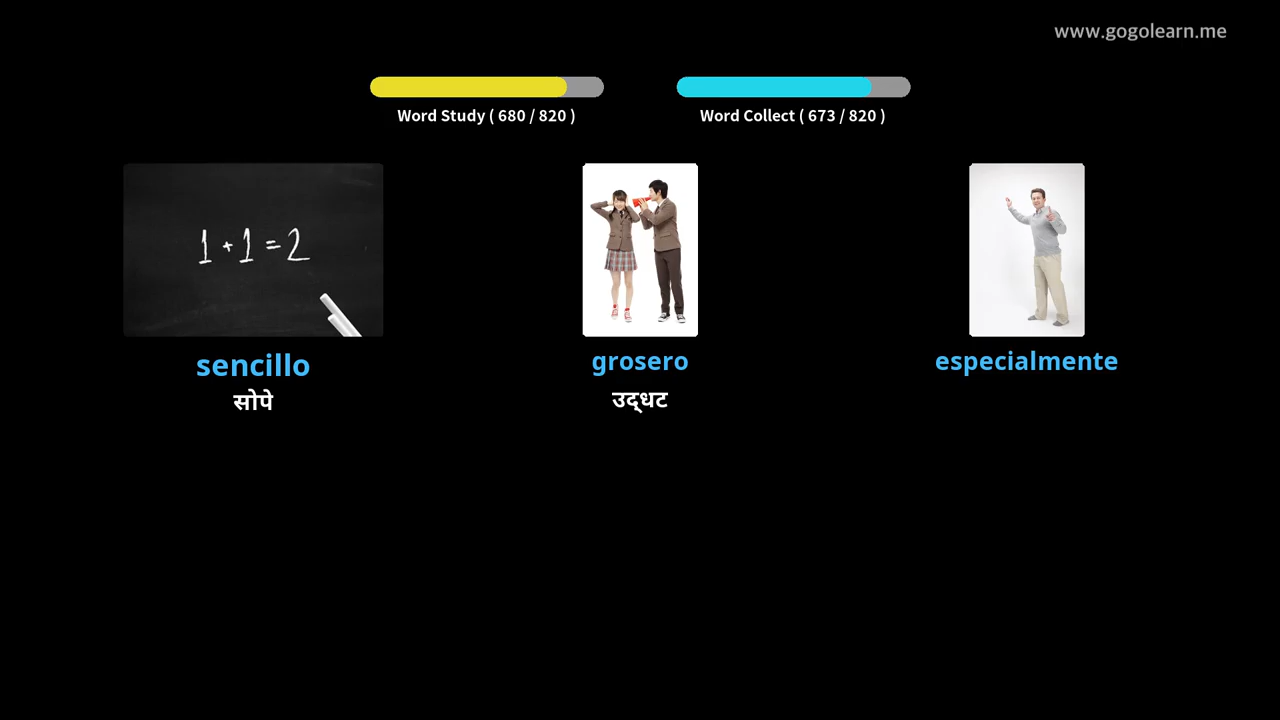 www.gogolearn.me
Word Study ( 680 / 820 )
Word Collect ( 673 / 820 )
1 + 1 = 2
sencillo
सोपे
grosero
उद्धट
especialmente